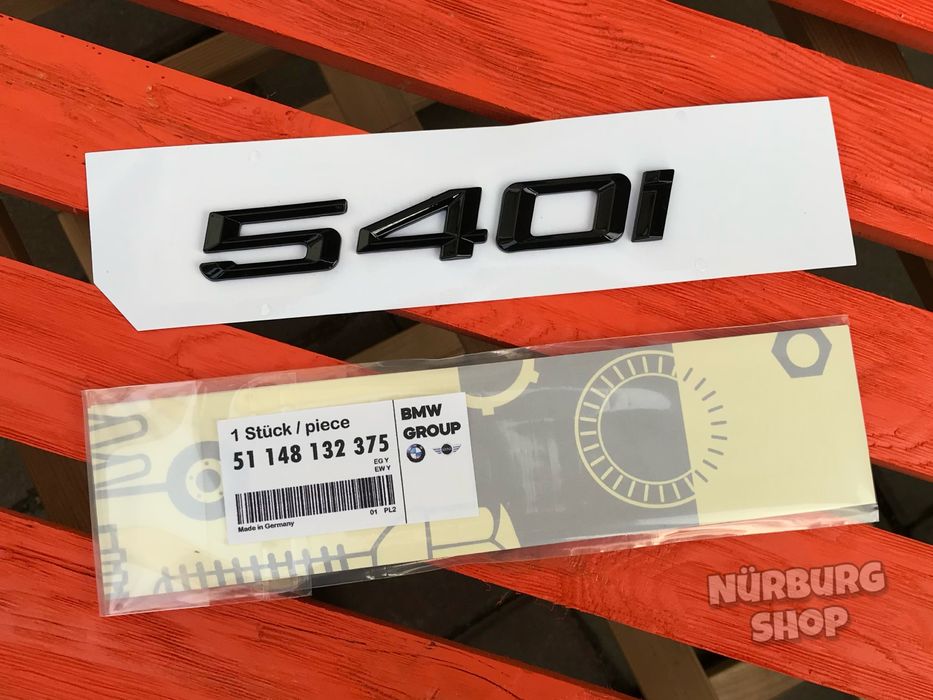 540i
1 Stück / piece
51 148 132 375
EG Y
EW Y
01 PL2
Made in Germany
BMW
GROUP
NÜRBURG
SHOP